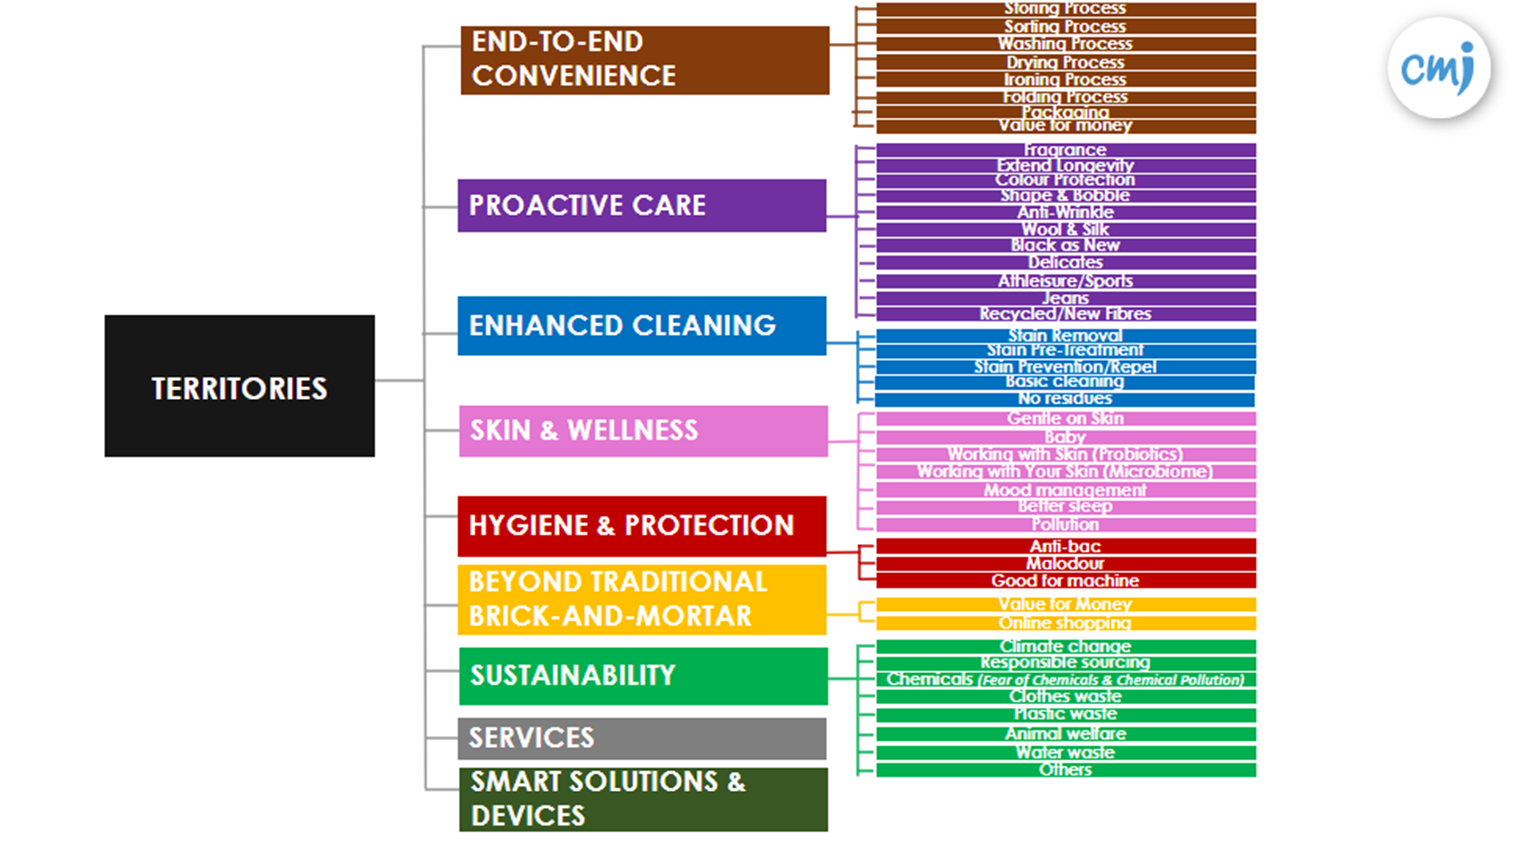 TERRITORIES
END-TO-END
CONVENIENCE
Storing Process
Sorting Process
Washing Process
Drying Process
Ironing Process
Folding Process
Packaging
Value for money
PROACTIVE CARE
Fragrance
Extend Longevity
Colour Protection
Shape & Bobble
Anti-Wrinkle
Wool & Silk
Black as New
Delicates
Athleisure/Sports
Jeans
Recycled/New Fibres
ENHANCED CLEANING
Stain Removal
Stain Pre-Treatment
Stain Prevention/Repel
Basic cleaning
No residues
SKIN & WELLNESS
Gentle on Skin
Baby
Working with Skin (Probiotics)
Working with Your Skin (Microbiome)
Mood management
Better sleep
Pollution
HYGIENE & PROTECTION
Anti-bac
Malodour
Good for machine
BEYOND TRADITIONAL
BRICK-AND-MORTAR
Value for Money
Online shopping
SUSTAINABILITY
Climate change
Responsible sourcing
Chemicals (Fear of Chemicals & Chemical Pollution)
Clothes waste
Plastic waste
Animal welfare
Water waste
Others
SERVICES
SMART SOLUTIONS &
DEVICES
cmj